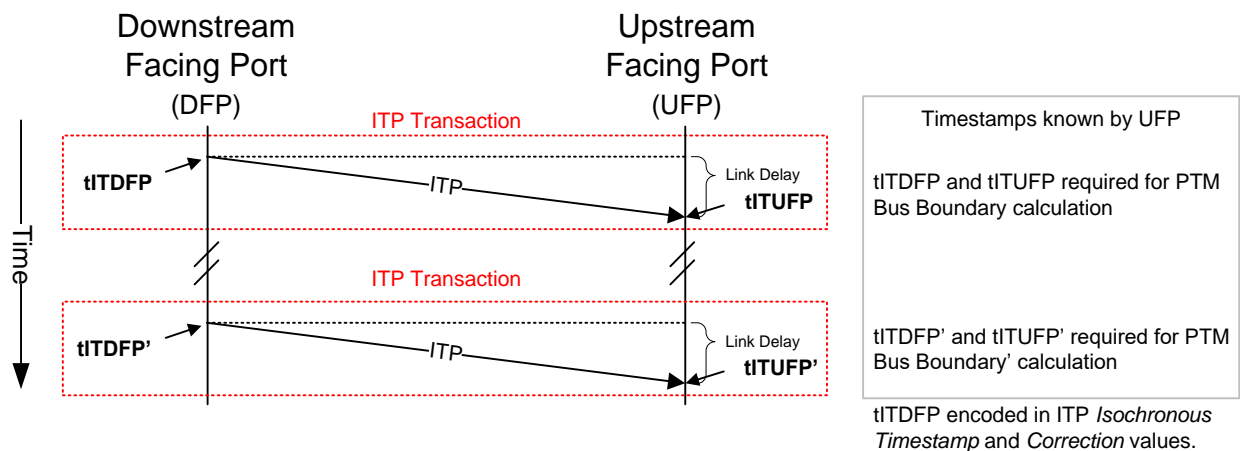 Downstream
Facing Port
(DFP)
Upstream
Facing Port
(UFP)
Time
ITP Transaction
tITDFP
ITP
Link Delay
tITUFP
ITP Transaction
tITDFP’
ITP
Link Delay
tITUFP’
Timestamps known by UFP
tITDFP and tITUFP required for PTM
Bus Boundary calculation
tITDFP’ and tITUFP’ required for PTM
Bus Boundary’ calculation
tITDFP encoded in ITP Isochronous
Timestamp and Correction values.